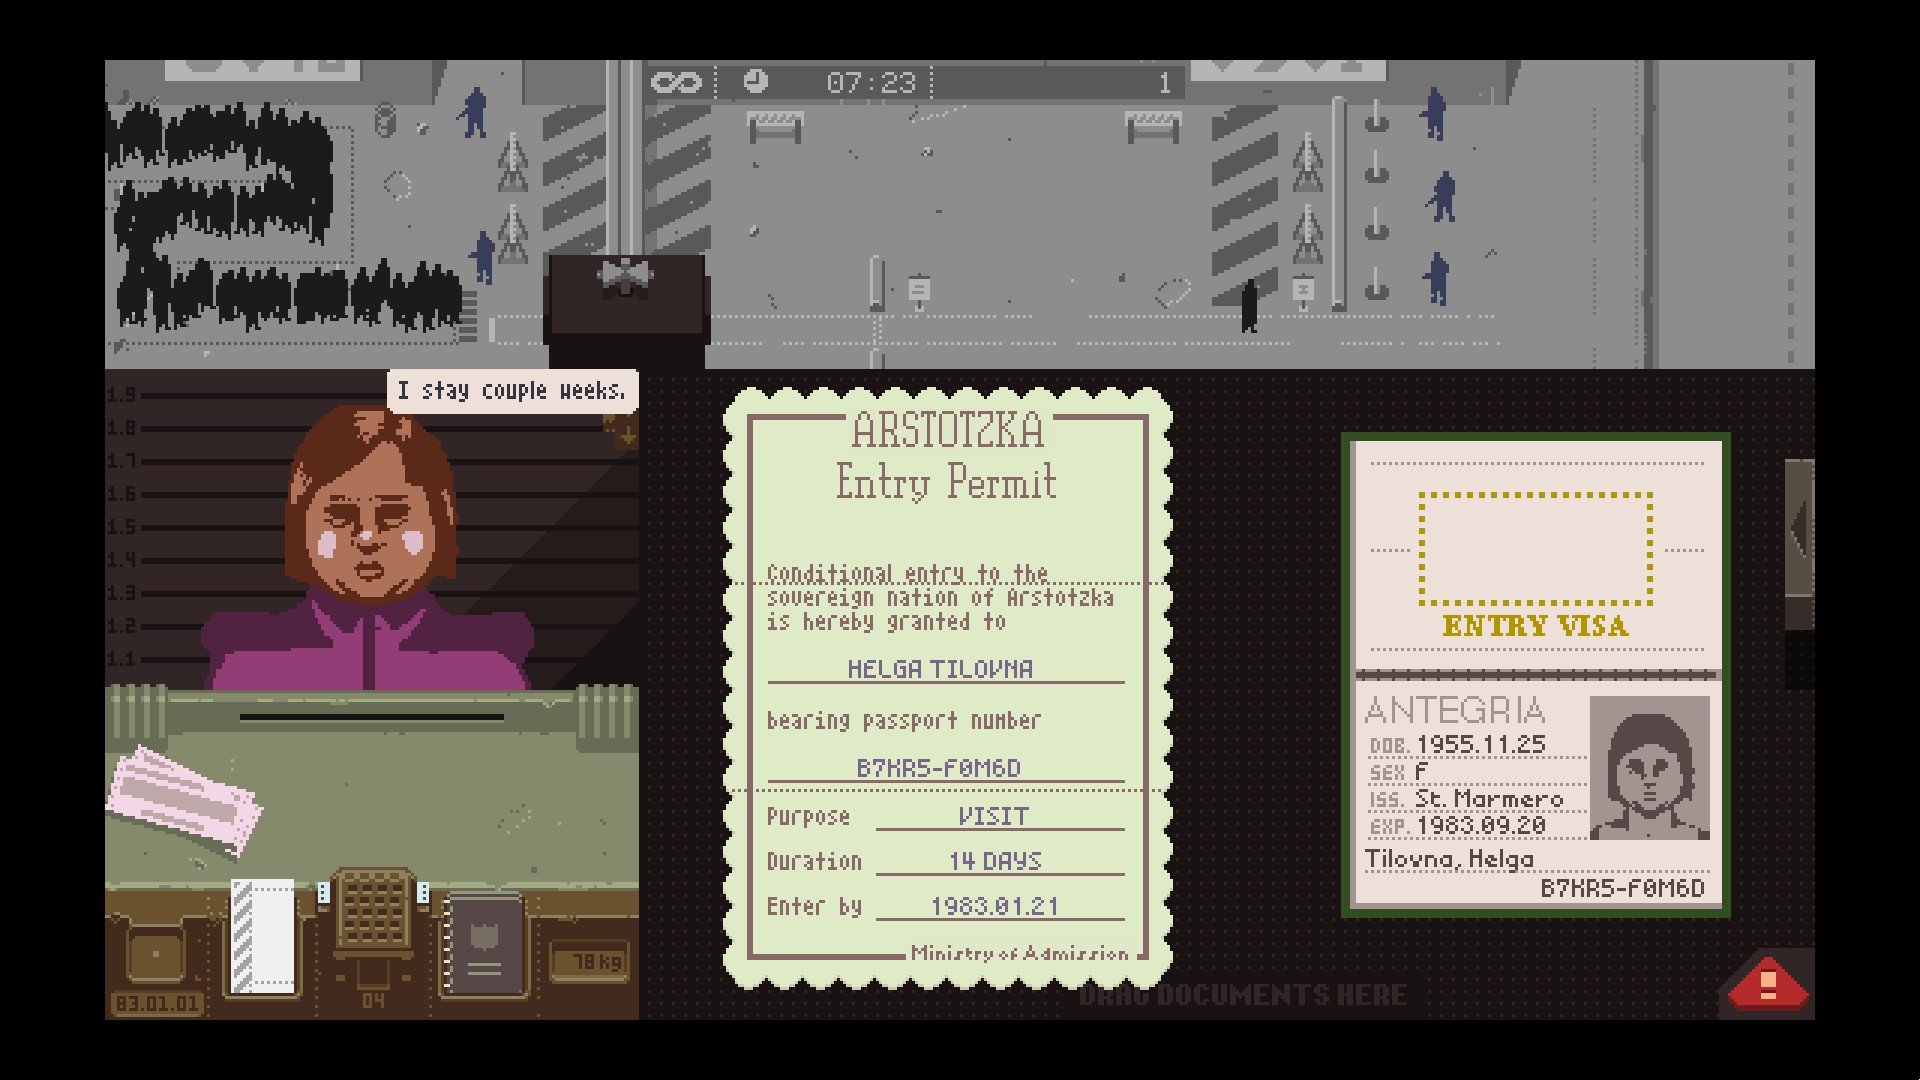 07:23
1
I stay couple weeks.
1.9
1.8
1.7
1.6
1.5
1.4
1.3
1.2
1.1
78 kg
83.01.01
04
ARSTOTZKA
Entry Permit
Conditional entry to the
sovereign nation of Arstotzka
is hereby granted to
HELGA TILOVNA
bearing passport number
B7KR5-F0M6D
Purpose VISIT
Duration 14 DAYS
Enter by 1983.01.21
Ministry of Admission
ENTRY VISA
ANTEGRIA
DOB. 1955.11.25
SEX F
ISS. St. Marmero
EXP. 1983.09.20
Tilovna, Helga
B7KR5-F0M6D
DRAG DOCUMENTS HERE